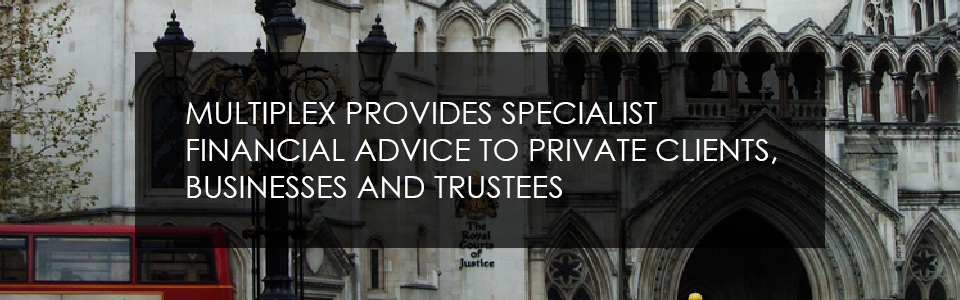 MULTIPLEX PROVIDES SPECIALIST
FINANCIAL ADVICE TO PRIVATE CLIENTS,
BUSINESSES AND TRUSTEES
The
Royal
Courts
of
Justice